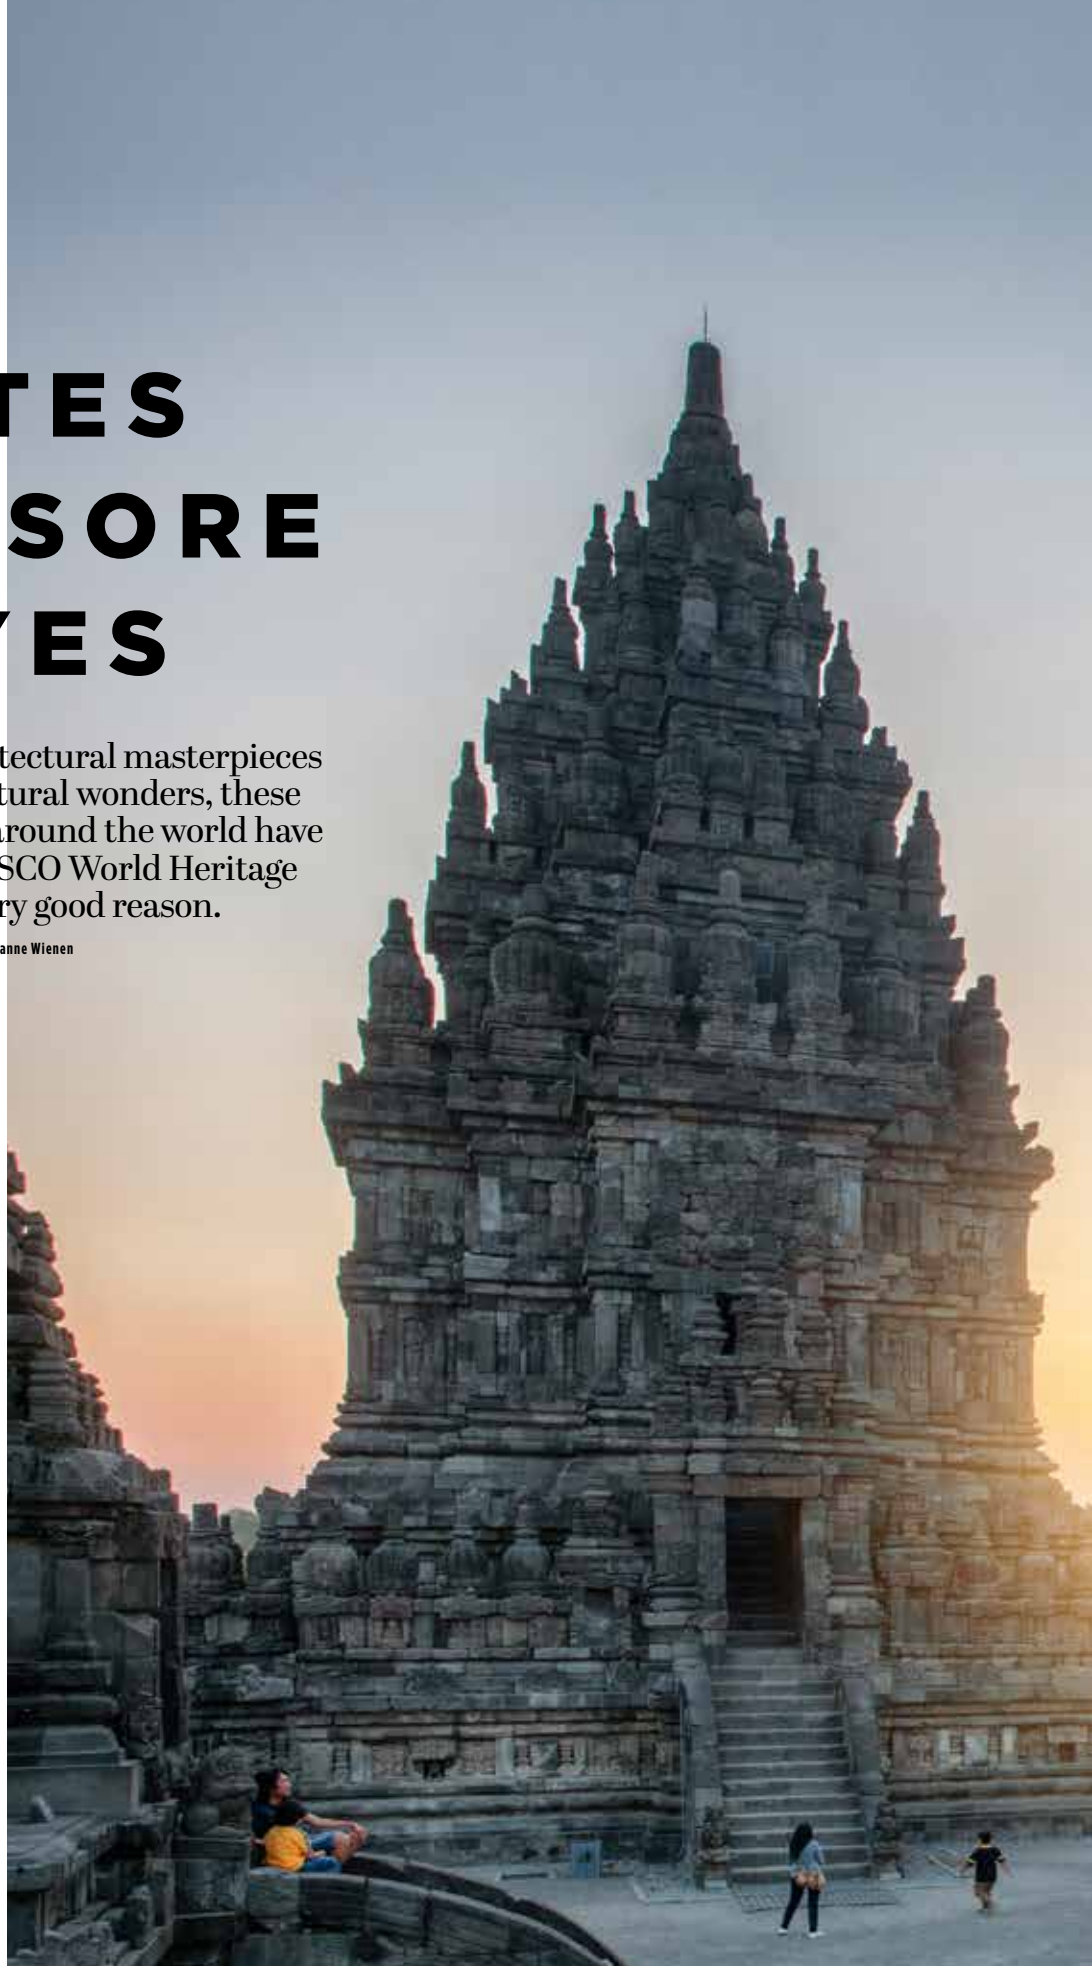 TES
SORE
YES
tectural masterpieces
tural wonders, these
around the world have
SCO World Heritage
ry good reason.
anne Wienen